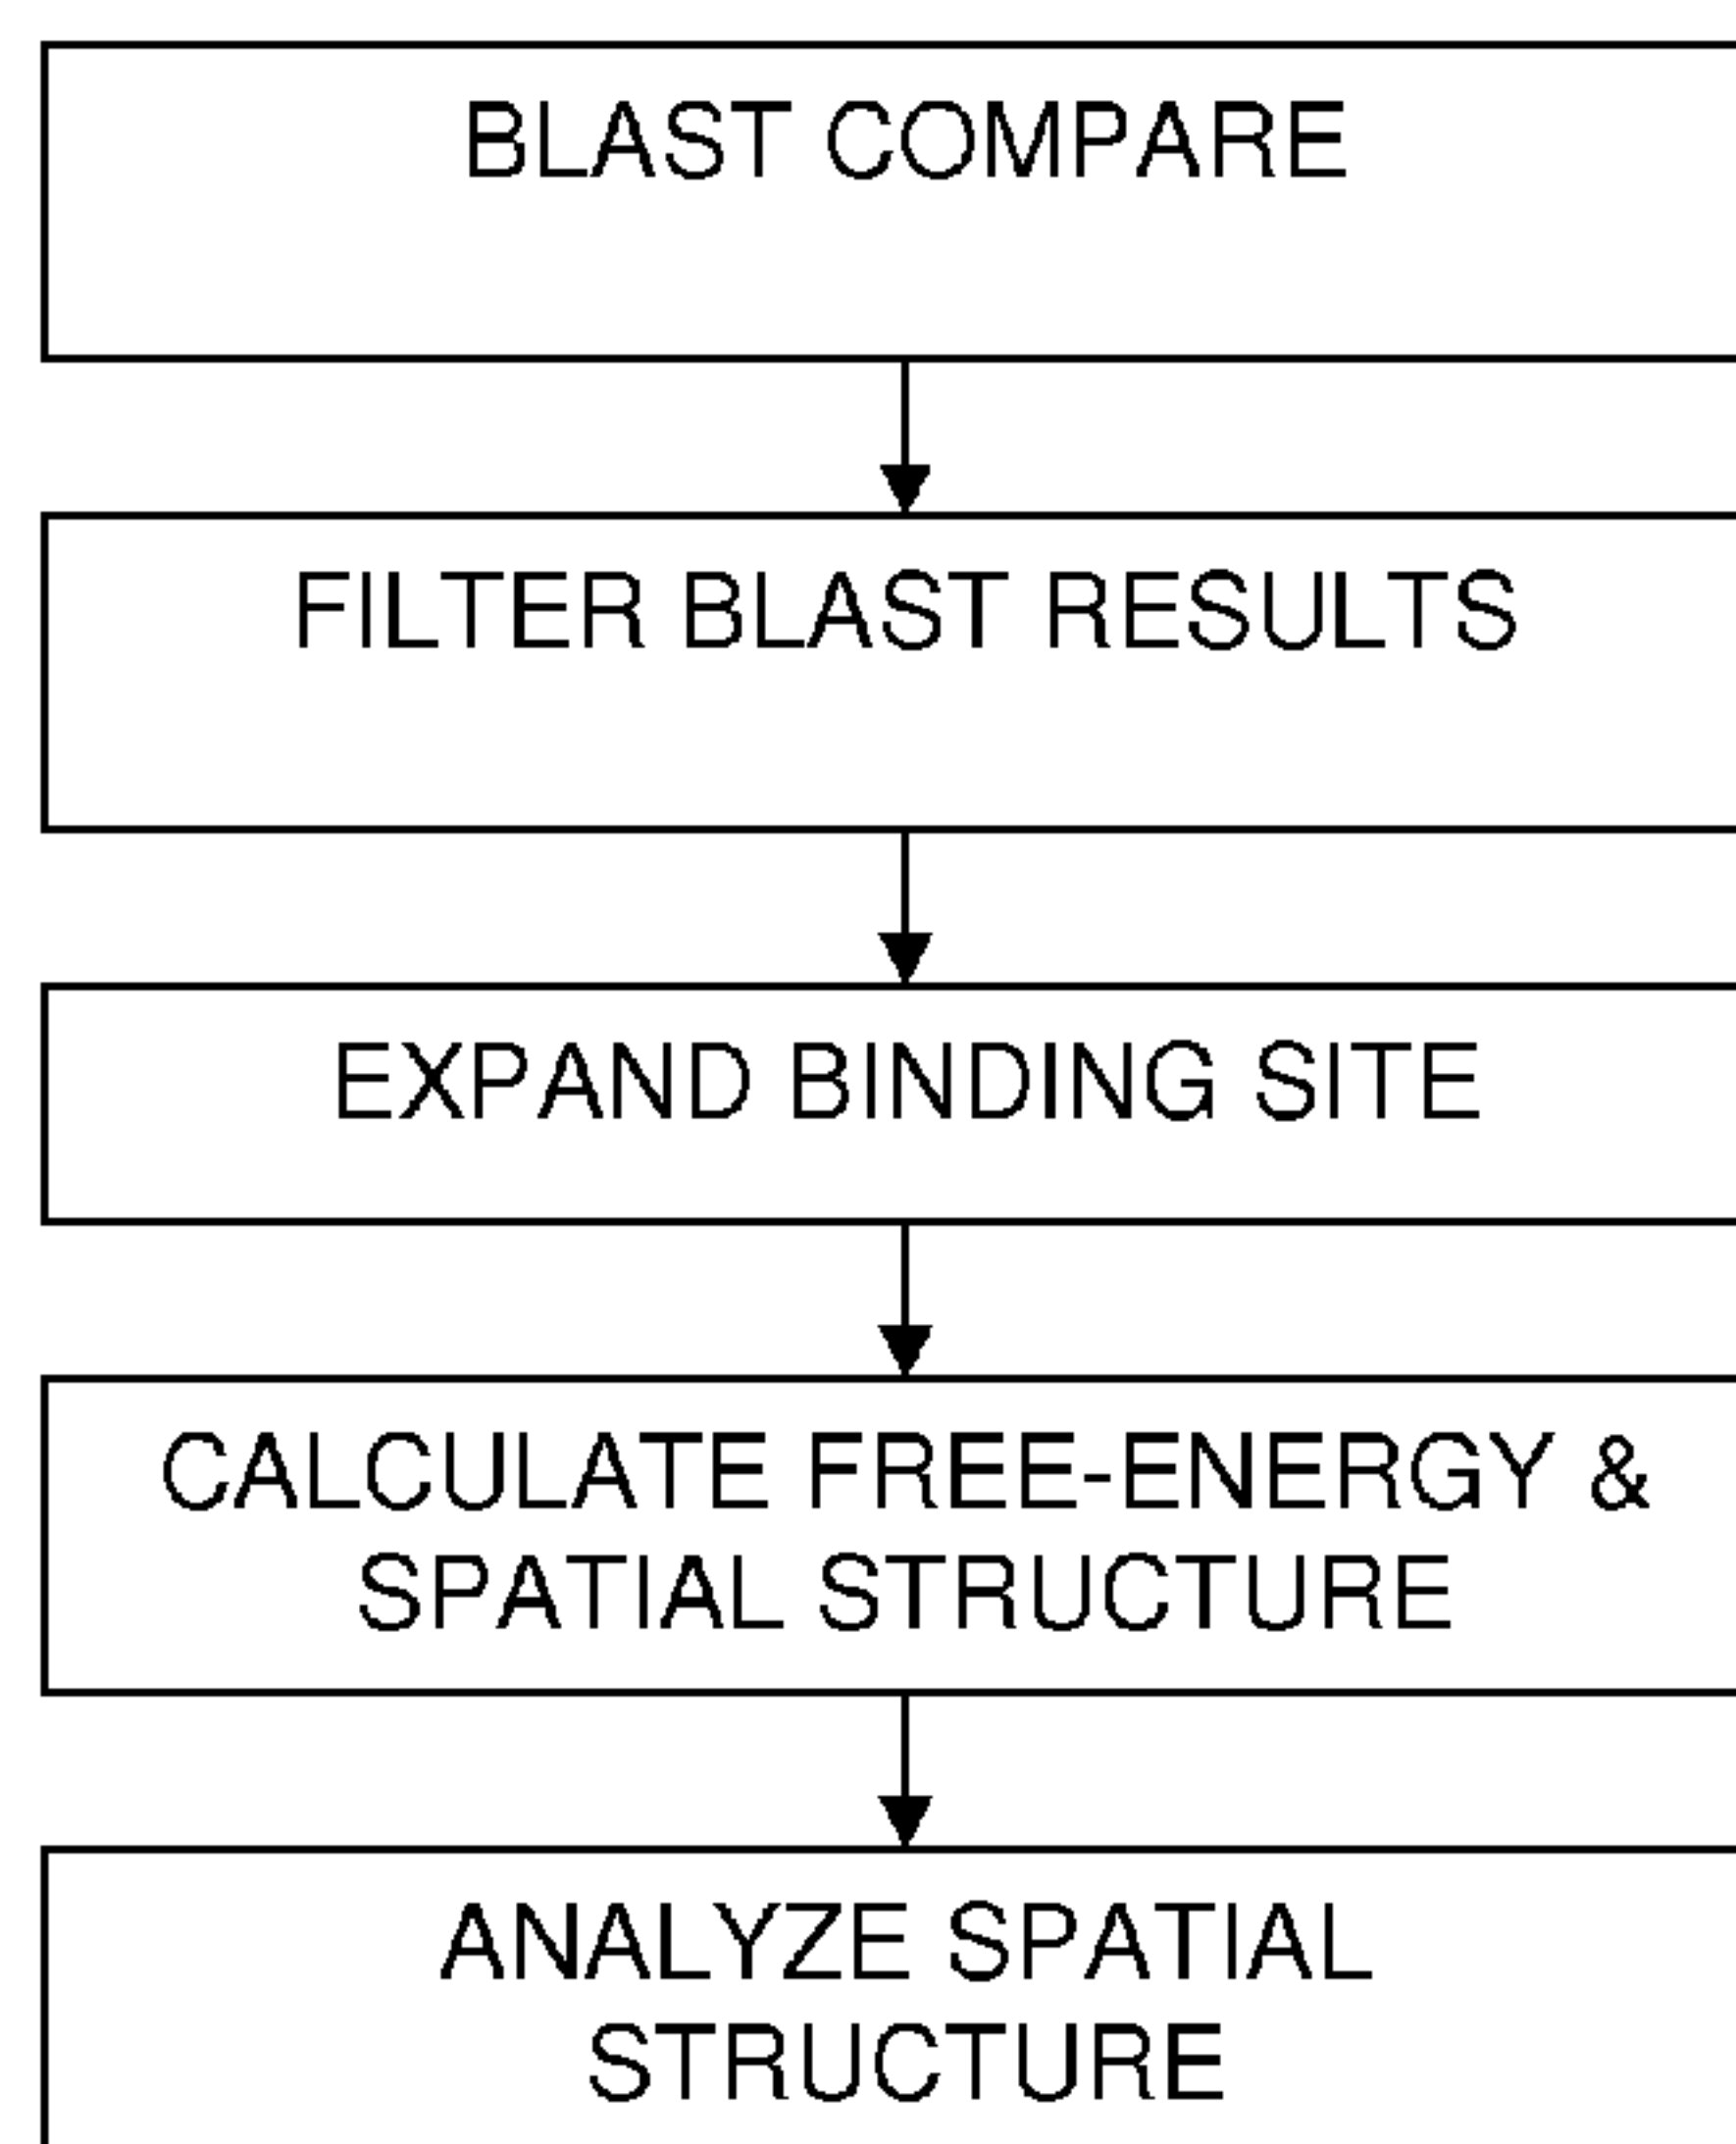 BLAST COMPARE
FILTER BLAST RESULTS
EXPAND BINDING SITE
CALCULATE FREE-ENERGY &
SPATIAL STRUCTURE
ANALYZE SPATIAL
STRUCTURE